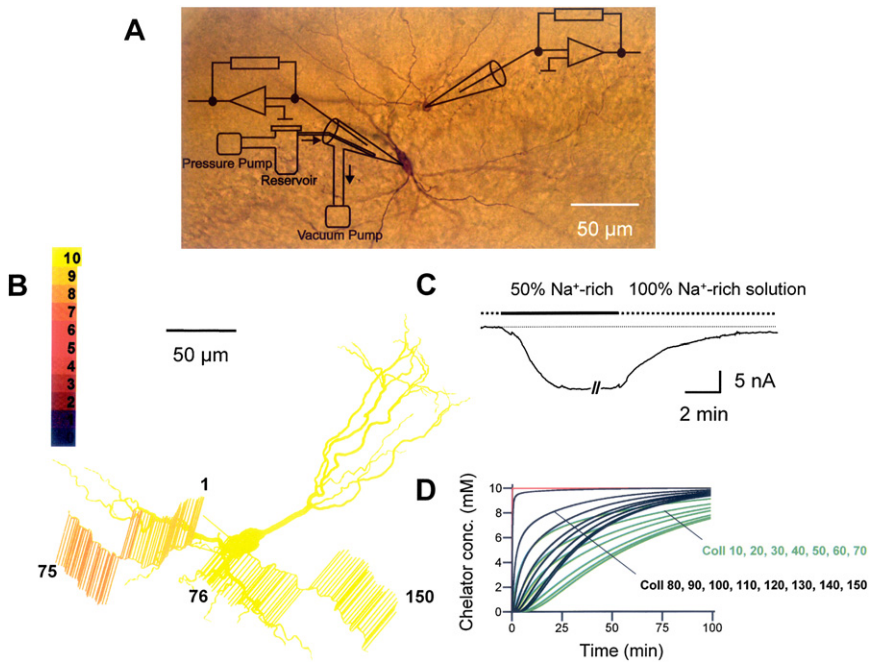 A
Pressure Pump
Reservoir
Vacuum Pump
50 µm
B
10
9
8
7
6
5
4
3
2
1
50 µm
1
75
76
150
C
50% Na⁺-rich 100% Na⁺-rich solution
5 nA
2 min
D
Chelator conc. (mM)
10
8
6
4
2
0
Coll 10, 20, 30, 40, 50, 60, 70
Coll 80, 90, 100, 110, 120, 130, 140, 150
0 25 50 75 100
Time (min)